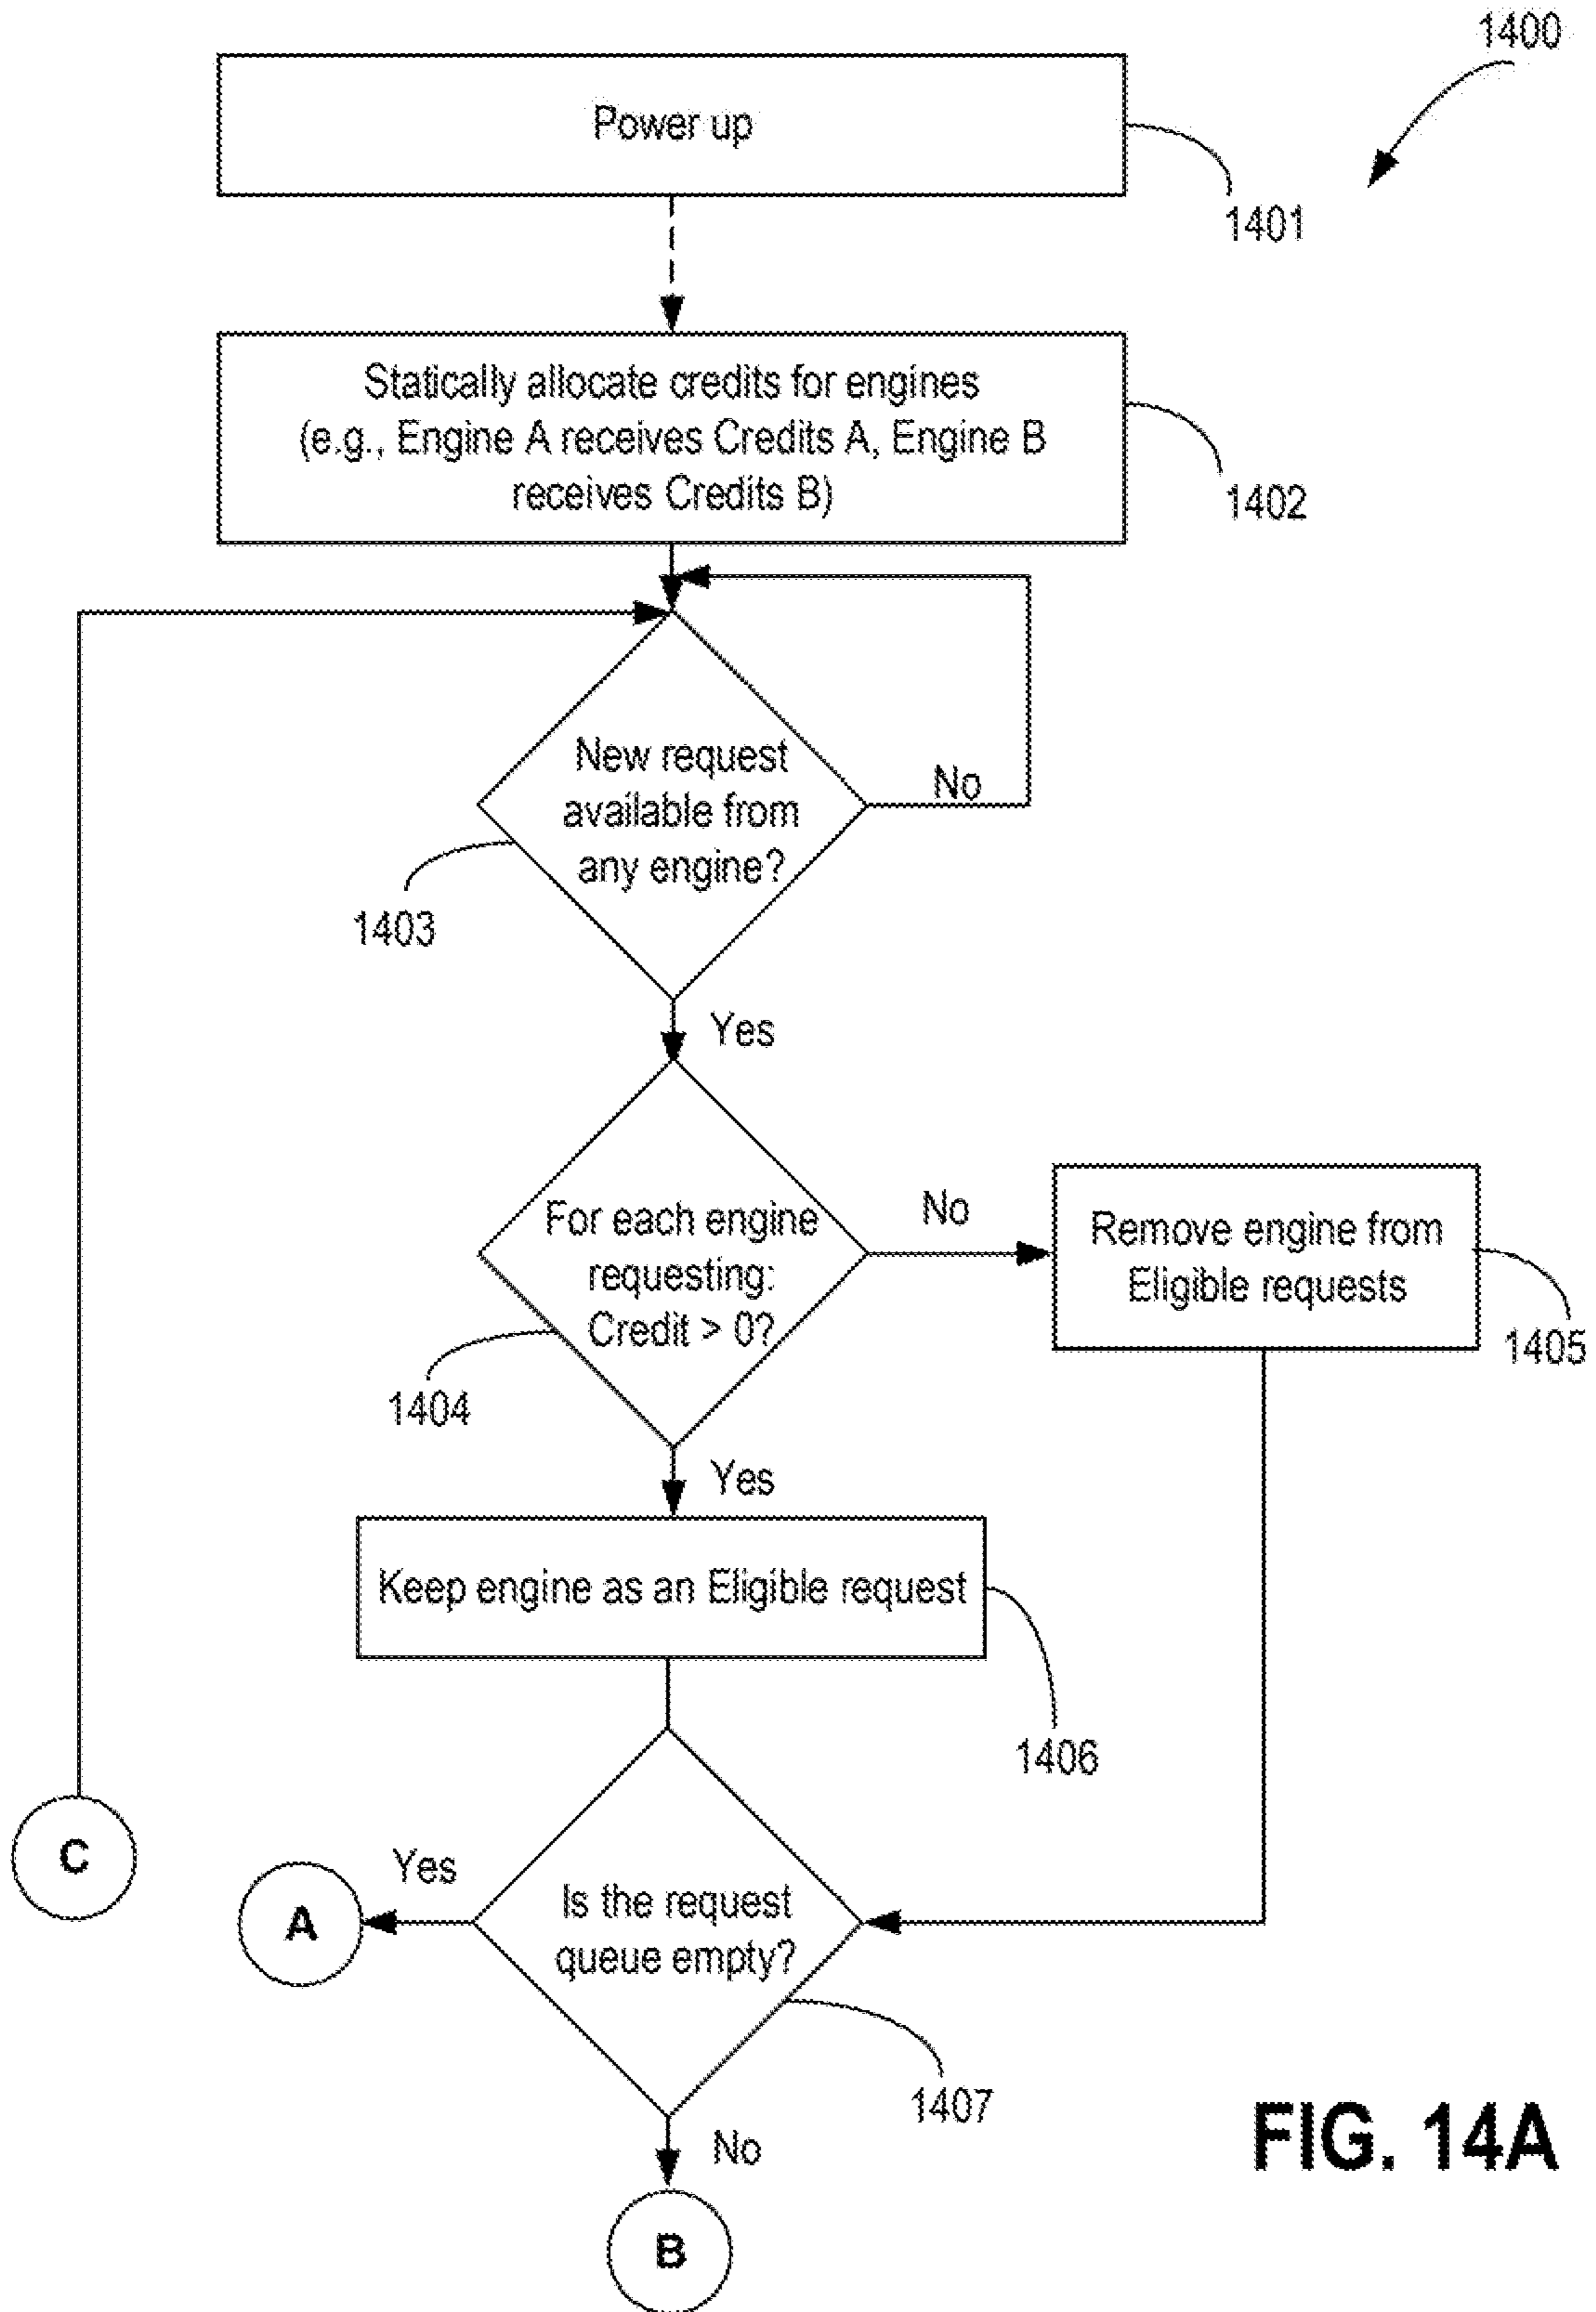 1400
Power up
1401
Statically allocate credits for engines
(e.g., Engine A receives Credits A, Engine B
receives Credits B)
1402
New request
available from
any engine?
No
1403
Yes
For each engine
requesting:
Credit > 0?
No
Remove engine from
Eligible requests
1405
1404
Yes
Keep engine as an Eligible request
1406
C
Yes
A
Is the request
queue empty?
1407
No
B
FIG. 14A